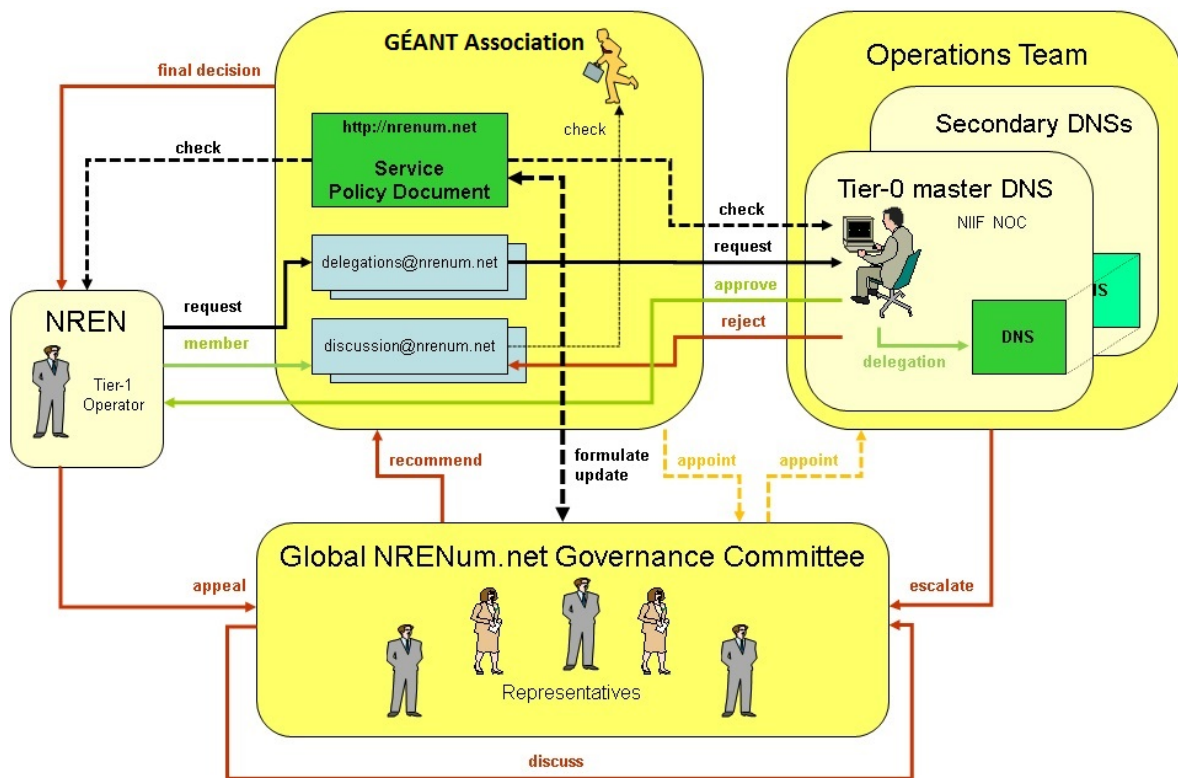 GÉANT Association
final decision
http://nrenum.net
Service
Policy Document
check
check
check
delegations@nrenum.net
request
request
approve
reject
discussion@nrenum.net
member
NREN
Tier-1
Operator
Operations Team
Secondary DNSs
Tier-0 master DNS
NIIF NOC
DNS
delegation
recommend
formulate
update
appoint
appoint
appeal
escalate
Global NRENum.net Governance Committee
Representatives
discuss